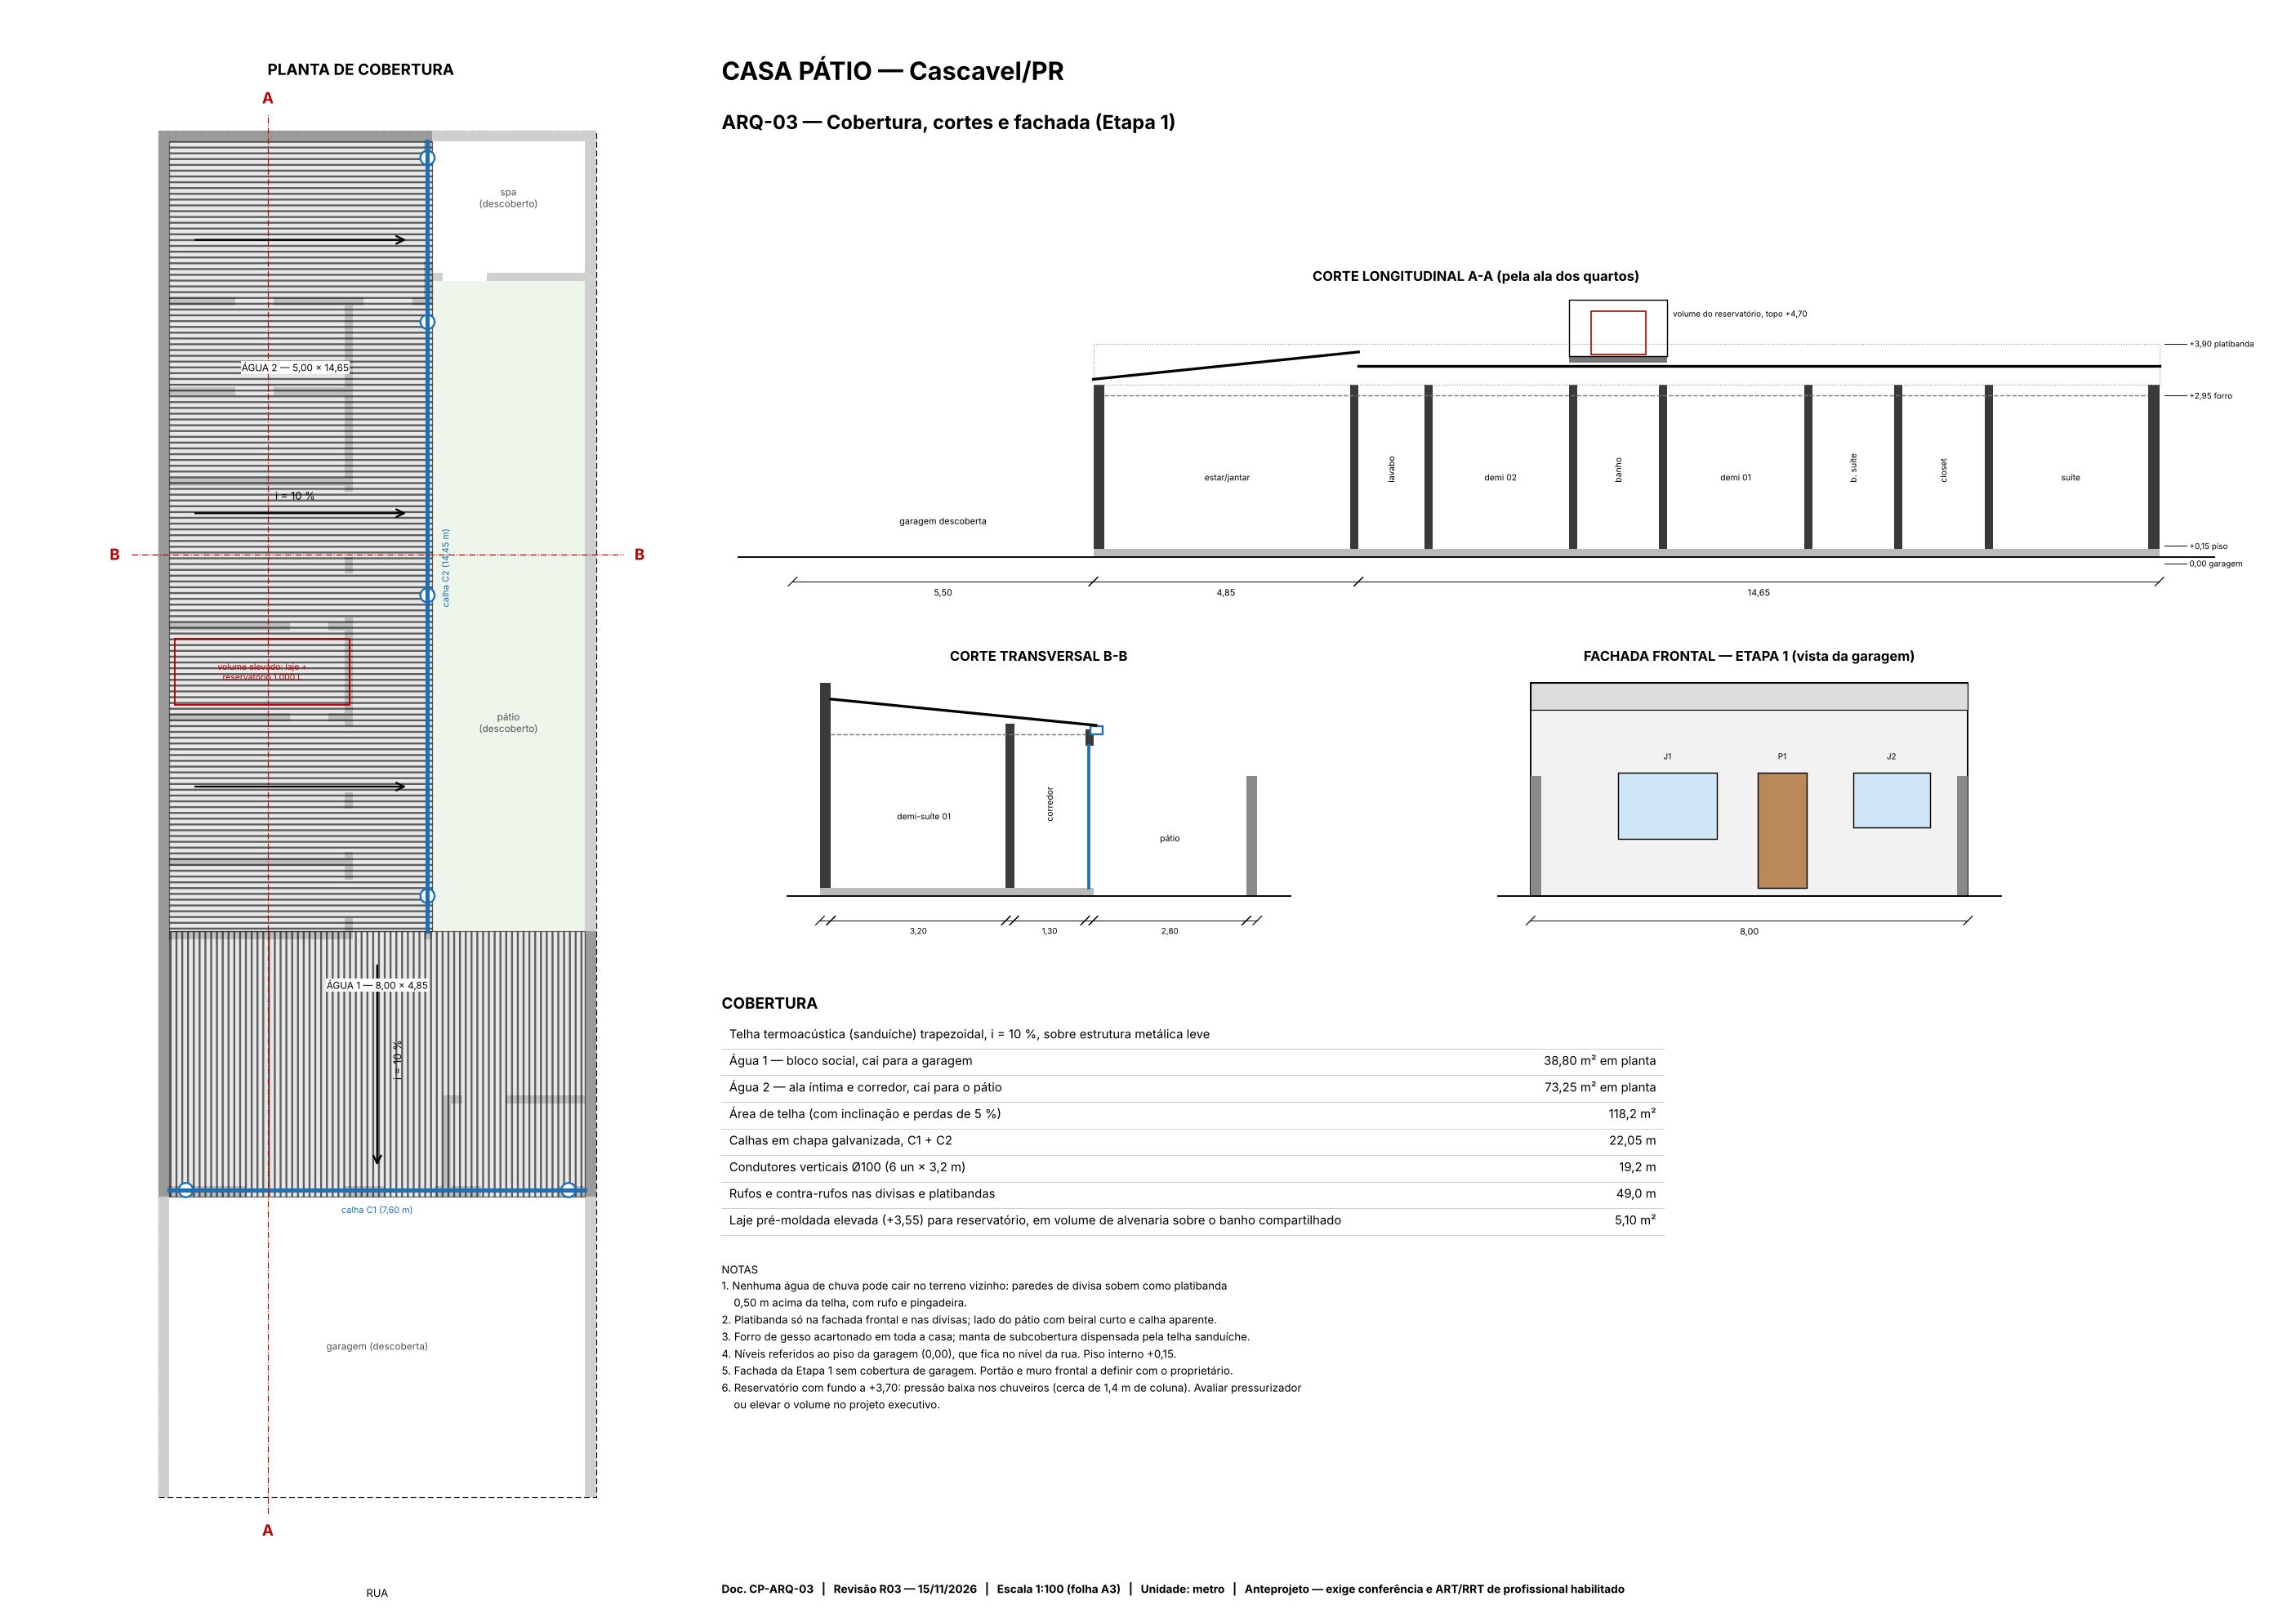 PLANTA DE COBERTURA
A
spa
(descoberto)
ÁGUA 2 — 5,00 × 14,65
i = 10 %
B
B
calha C2 (14,45 m)
volume elevado: laje +
reservatório 1.000 L
pátio
(descoberto)
ÁGUA 1 — 8,00 × 4,85
i = 10 %
calha C1 (7,60 m)
garagem (descoberta)
A
RUA
CASA PÁTIO — Cascavel/PR
ARQ-03 — Cobertura, cortes e fachada (Etapa 1)
CORTE LONGITUDINAL A-A (pela ala dos quartos)
volume do reservatório, topo +4,70
+3,90 platibanda
+2,95 forro
estar/jantar
lavabo
demi 02
banho
demi 01
b. suíte
closet
suíte
garagem descoberta
+0,15 piso
0,00 garagem
5,50
4,85
14,65
CORTE TRANSVERSAL B-B
demi-suíte 01
corredor
pátio
3,20
1,30
2,80
FACHADA FRONTAL — ETAPA 1 (vista da garagem)
J1
P1
J2
8,00
COBERTURA
Telha termoacústica (sanduíche) trapezoidal, i = 10 %, sobre estrutura metálica leve
Água 1 — bloco social, cai para a garagem 38,80 m² em planta
Água 2 — ala íntima e corredor, cai para o pátio 73,25 m² em planta
Área de telha (com inclinação e perdas de 5 %) 118,2 m²
Calhas em chapa galvanizada, C1 + C2 22,05 m
Condutores verticais Ø100 (6 un × 3,2 m) 19,2 m
Rufos e contra-rufos nas divisas e platibandas 49,0 m
Laje pré-moldada elevada (+3,55) para reservatório, em volume de alvenaria sobre o banho compartilhado 5,10 m²
NOTAS
1. Nenhuma água de chuva pode cair no terreno vizinho: paredes de divisa sobem como platibanda
0,50 m acima da telha, com rufo e pingadeira.
2. Platibanda só na fachada frontal e nas divisas; lado do pátio com beiral curto e calha aparente.
3. Forro de gesso acartonado em toda a casa; manta de subcobertura dispensada pela telha sanduíche.
4. Níveis referidos ao piso da garagem (0,00), que fica no nível da rua. Piso interno +0,15.
5. Fachada da Etapa 1 sem cobertura de garagem. Portão e muro frontal a definir com o proprietário.
6. Reservatório com fundo a +3,70: pressão baixa nos chuveiros (cerca de 1,4 m de coluna). Avaliar pressurizador
ou elevar o volume no projeto executivo.
Doc. CP-ARQ-03 | Revisão R03 — 15/11/2026 | Escala 1:100 (folha A3) | Unidade: metro | Anteprojeto — exige conferência e ART/RRT de profissional habilitado